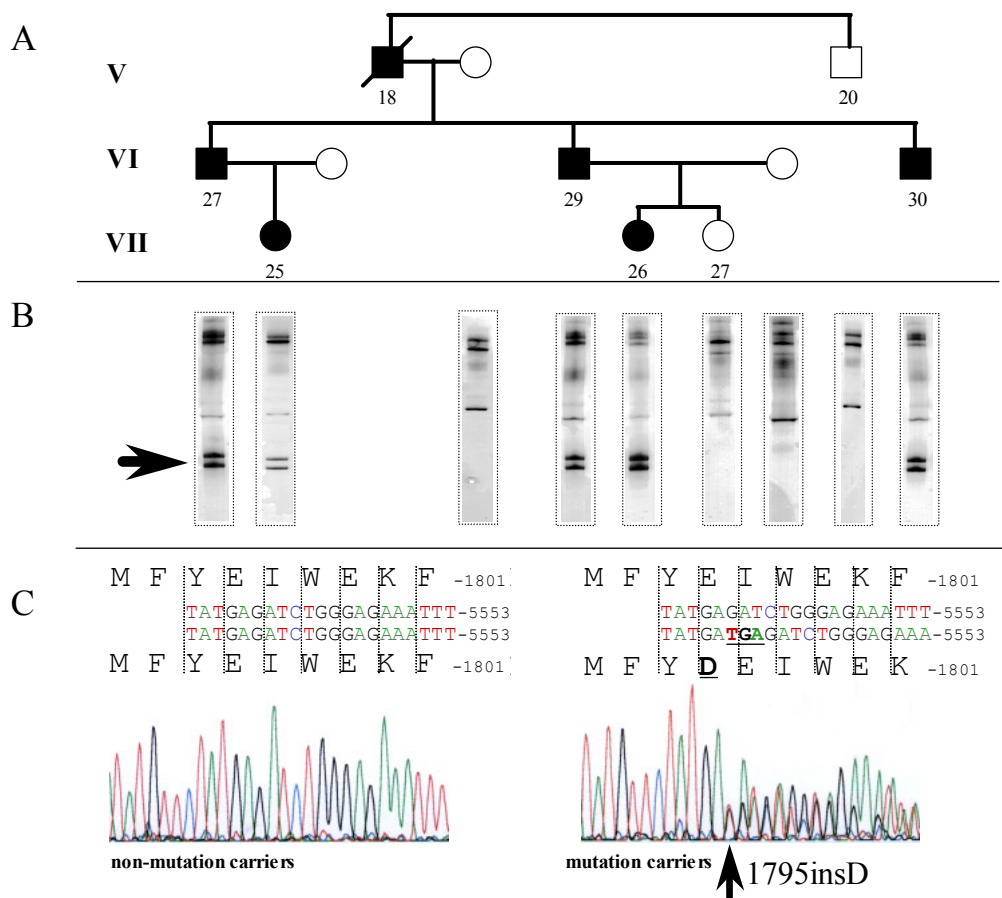 A
V
18
20
VI
27
29
30
VII
25
26
27
B
C
M F Y E I W E K F -1801
TATGAGATCTGGGAGAAATTT-5553
TATGAGATCTGGGAGAAATTT-5553
M F Y E I W E K F -1801
non-mutation carriers
M F Y E I W E K F -1801
TATGAGATCTGGGAGAAATTT-5553
TATGATGAGATCTGGGAGAAA-5553
M F Y D E I W E K -1801
mutation carriers
1795insD